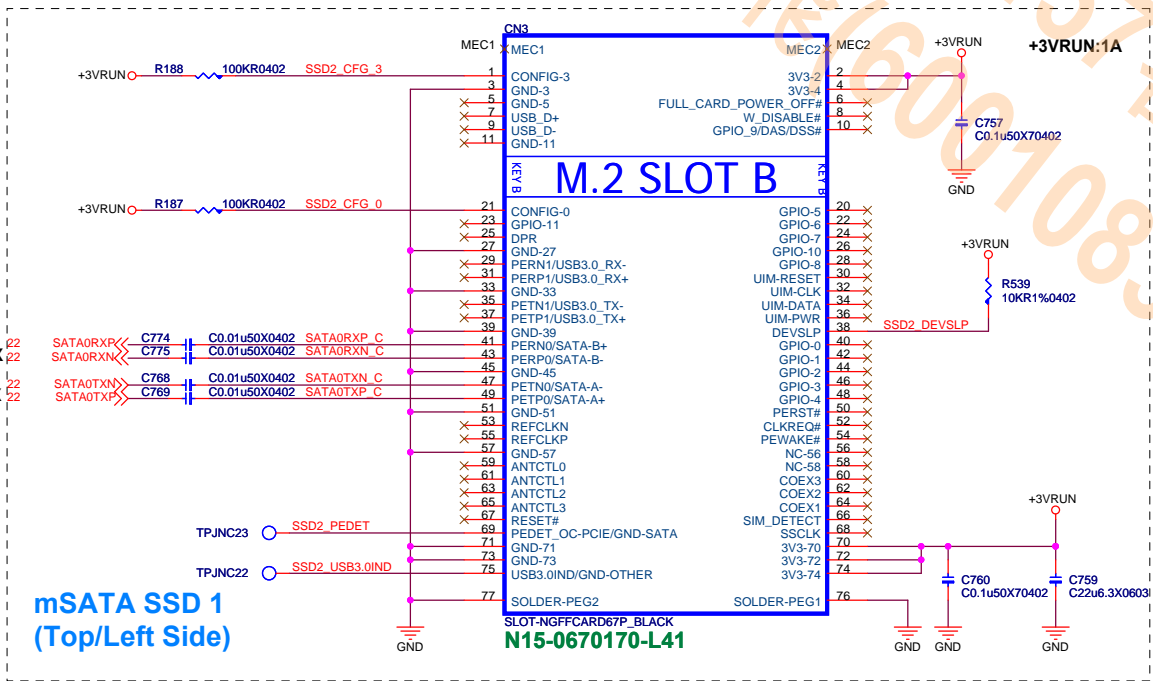 CN3
MEC1 MEC1 MEC2 MEC2
+3VRUN +3VRUN:1A
+3VRUN R188 100KR0402 SSD2_CFG_3 1 CONFIG-3 3V3-2 2
3 GND-3 3V3-4 4
5 GND-5 FULL_CARD_POWER_OFF# 6
7 USB_D+ W_DISABLE# 8
9 USB_D- GPIO_9/DAS/DSS# 10
11 GND-11
C757
C0.1u50X70402
GND
KEY B M.2 SLOT B KEY B
+3VRUN R187 100KR0402 SSD2_CFG_0 21 CONFIG-0 GPIO-5 20
23 GPIO-11 GPIO-6 22
25 DPR GPIO-7 24
27 GND-27 GPIO-10 26
29 PERN1/USB3.0_RX- GPIO-8 28
31 PERP1/USB3.0_RX+ UIM-RESET 30
33 GND-33 UIM-CLK 32
35 PETN1/USB3.0_TX- UIM-DATA 34
37 PETP1/USB3.0_TX+ UIM-PWR 36
39 GND-39 DEVSLP 38 SSD2_DEVSLP
+3VRUN
R539
10KR1%0402
22 SATA0RXP C774 C0.01u50X0402 SATA0RXP_C 41 PERN0/SATA-B+ GPIO-0 40
22 SATA0RXN C775 C0.01u50X0402 SATA0RXN_C 43 PERP0/SATA-B- GPIO-1 42
45 GND-45 GPIO-2 44
22 SATA0TXN C768 C0.01u50X0402 SATA0TXN_C 47 PETN0/SATA-A- GPIO-3 46
22 SATA0TXP C769 C0.01u50X0402 SATA0TXP_C 49 PETP0/SATA-A+ GPIO-4 48
51 GND-51 PERST# 50
53 REFCLKN CLKREQ# 52
55 REFCLKP PEWAKE# 54
57 GND-57 NC-56 56
59 ANTCTL0 NC-58 58
61 ANTCTL1 COEX3 60
63 ANTCTL2 COEX2 62
65 ANTCTL3 COEX1 64
67 RESET# SIM_DETECT 66
TPJNC23 SSD2_PEDET 69 PEDET_OC-PCIE/GND-SATA SSCLK 68
71 GND-71 3V3-70 70
73 GND-73 3V3-72 72
TPJNC22 SSD2_USB3.0IND 75 USB3.0IND/GND-OTHER 3V3-74 74
77 SOLDER-PEG2 SOLDER-PEG1 76
+3VRUN
C760
C0.1u50X70402
C759
C22u6.3X0603
SLOT-NGFFCARD67P_BLACK
N15-0670170-L41
mSATA SSD 1
(Top/Left Side)
GND GND GND GND